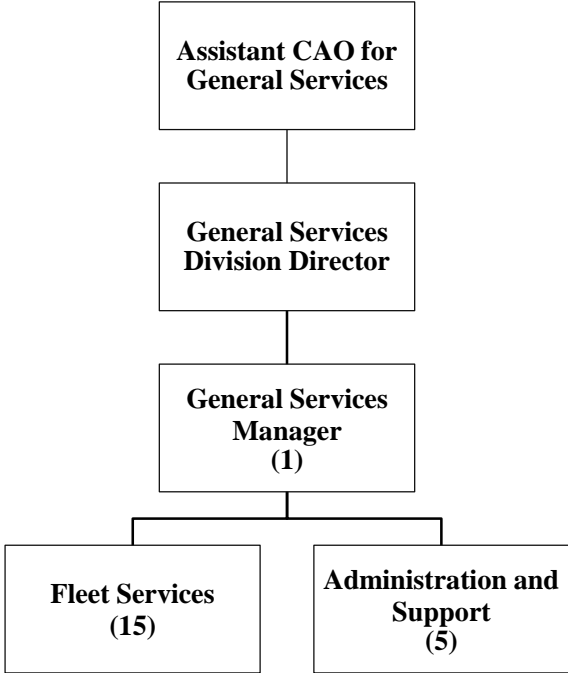 Assistant CAO for
General Services
General Services
Division Director
General Services
Manager
(1)
Fleet Services
(15)
Administration and
Support
(5)